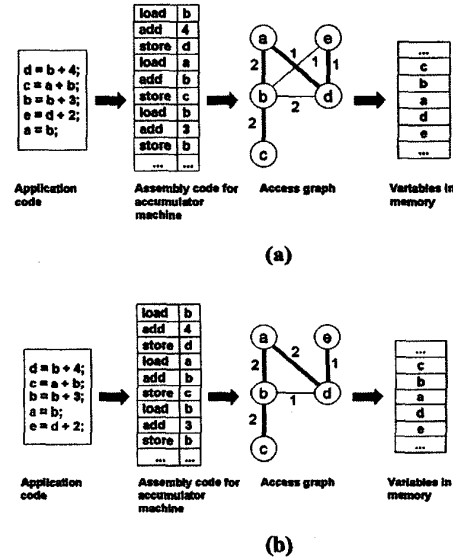 d = b + 4;
c = a + b;
b = b + 3;
e = d + 2;
a = b;
load b
add 4
store d
load a
add b
store c
load b
add 3
store b
... ...
a
e
b
d
c
2
1
1
1
2
2
...
c
b
a
d
e
...
Application code
Assembly code for accumulator machine
Access graph
Variables in memory
(a)
d = b + 4;
c = a + b;
b = b + 3;
a = b;
e = d + 2;
load b
add 4
store d
load a
add b
store c
load b
add 3
store b
... ...
a
e
b
d
c
2
2
1
1
2
...
c
b
a
d
e
...
Application code
Assembly code for accumulator machine
Access graph
Variables in memory
(b)